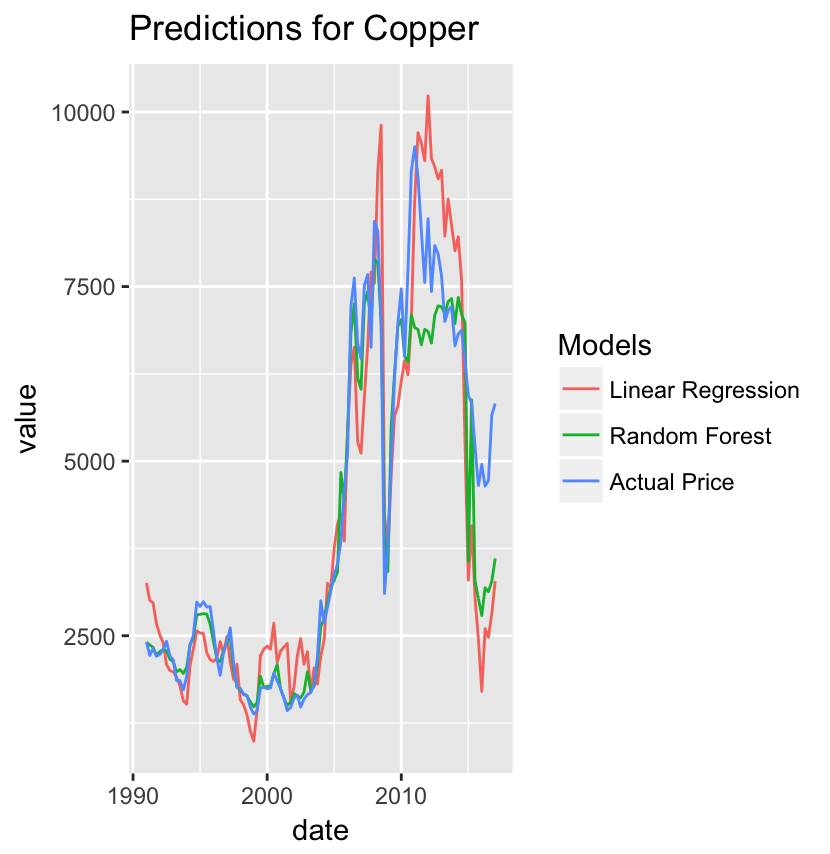 Predictions for Copper
10000
7500
5000
2500
value
1990 2000 2010
date
Models
Linear Regression
Random Forest
Actual Price